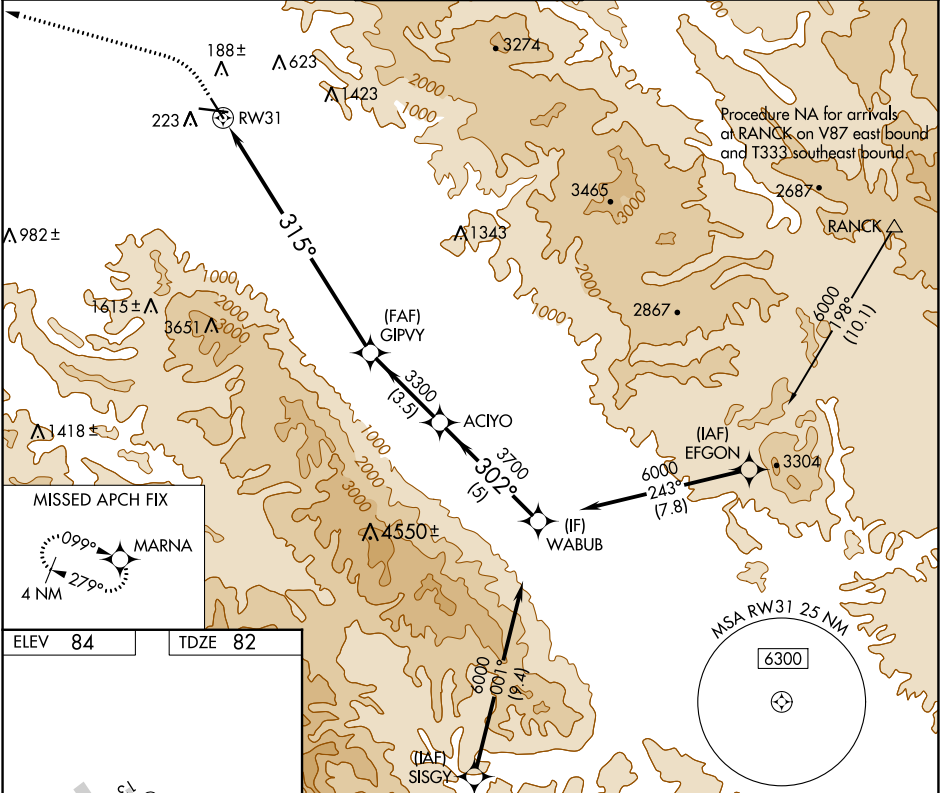 188±
623
3274
2000
1000
1423
223
RW31
Procedure NA for arrivals
at RANCK on V87 east bound
and T333 southeast bound.
3465
3000
2687
RANCK
982±
1343
315°
6000
198°
(10.1)
1000
2000
3000
1615±
3651
2000
1000
2867
(FAF)
GIPVY
3300
(3.5)
ACIYO
1418±
1000
2000
3000
3700
302°
(5)
(IAF)
EFGON
3304
6000
243°
(7.8)
(IF)
WABUB
4550±
MISSED APCH FIX
099°
MARNA
279°
4 NM
MSA RW31 25 NM
6300
ELEV 84
TDZE 82
6000
001°
(9.4)
(IAF)
SISGY